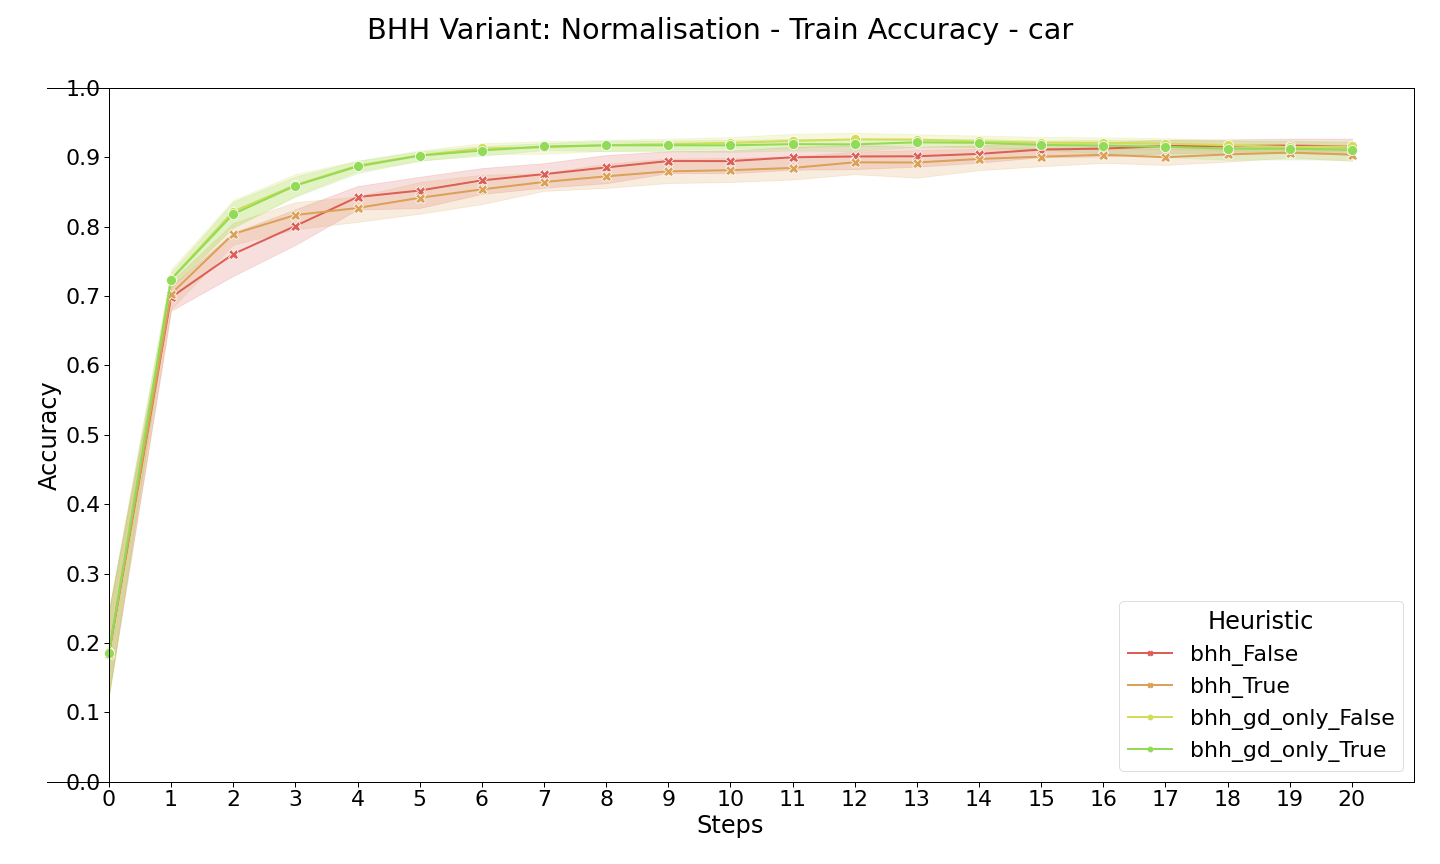 BHH Variant: Normalisation - Train Accuracy - car
1.0
0.9
0.8
0.7
0.6
0.5
0.4
0.3
0.2
0.1
0.0
Accuracy
0 1 2 3 4 5 6 7 8 9 10 11 12 13 14 15 16 17 18 19 20
Steps
Heuristic
bhh_False
bhh_True
bhh_gd_only_False
bhh_gd_only_True